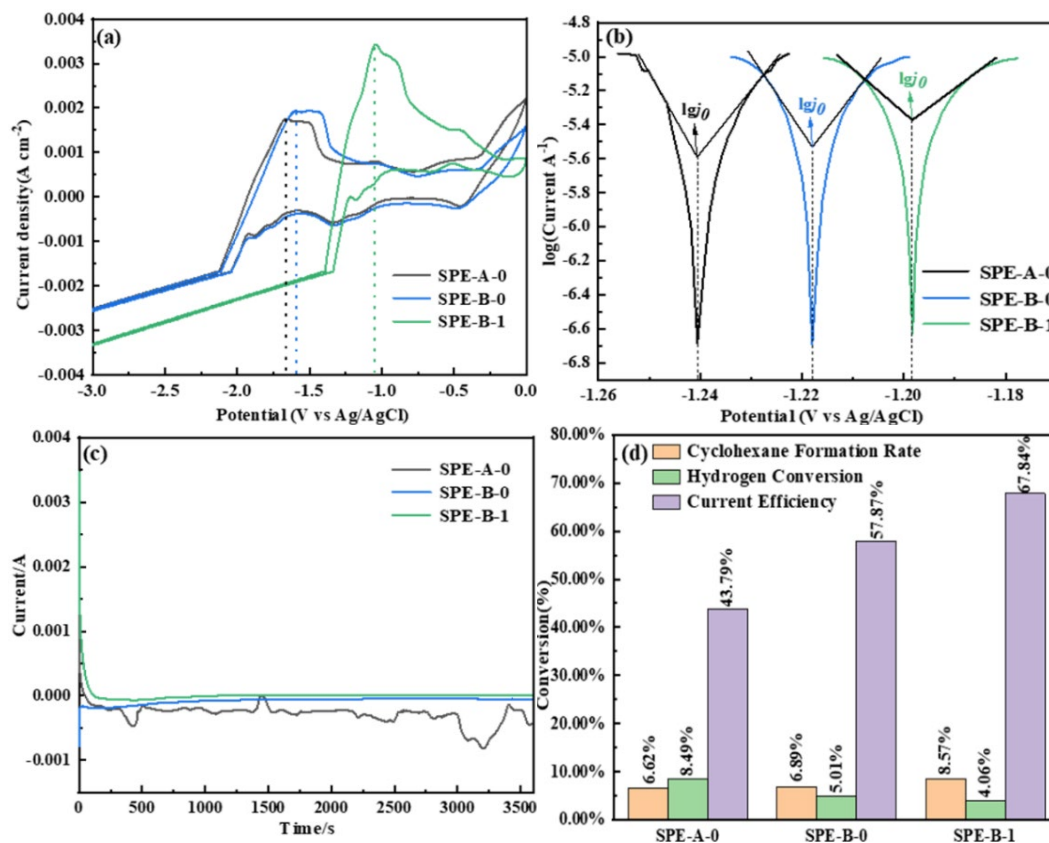 (a)
0.004
0.003
0.002
0.001
0.000
-0.001
-0.002
-0.003
-0.004
Current density(A cm⁻²)
SPE-A-0
SPE-B-0
SPE-B-1
-3.0 -2.5 -2.0 -1.5 -1.0 -0.5 0.0
Potential (V vs Ag/AgCl)
(b)
-4.8
-5.0
-5.2
-5.4
-5.6
-5.8
-6.0
-6.2
-6.4
-6.6
-6.8
log(Current A⁻¹)
lgj0 lgj0 lgj0
SPE-A-0
SPE-B-0
SPE-B-1
-1.26 -1.24 -1.22 -1.20 -1.18
Potential (V vs Ag/AgCl)
(c)
0.004
0.003
0.002
0.001
0.000
-0.001
Current/A
SPE-A-0
SPE-B-0
SPE-B-1
0 500 1000 1500 2000 2500 3000 3500
Time/s
(d)
80.00%
70.00%
60.00%
50.00%
40.00%
30.00%
20.00%
10.00%
0.00%
Conversion(%)
Cyclohexane Formation Rate
Hydrogen Conversion
Current Efficiency
6.62% 8.49% 43.79%
6.89% 5.01% 57.87%
8.57% 4.06% 67.84%
SPE-A-0 SPE-B-0 SPE-B-1